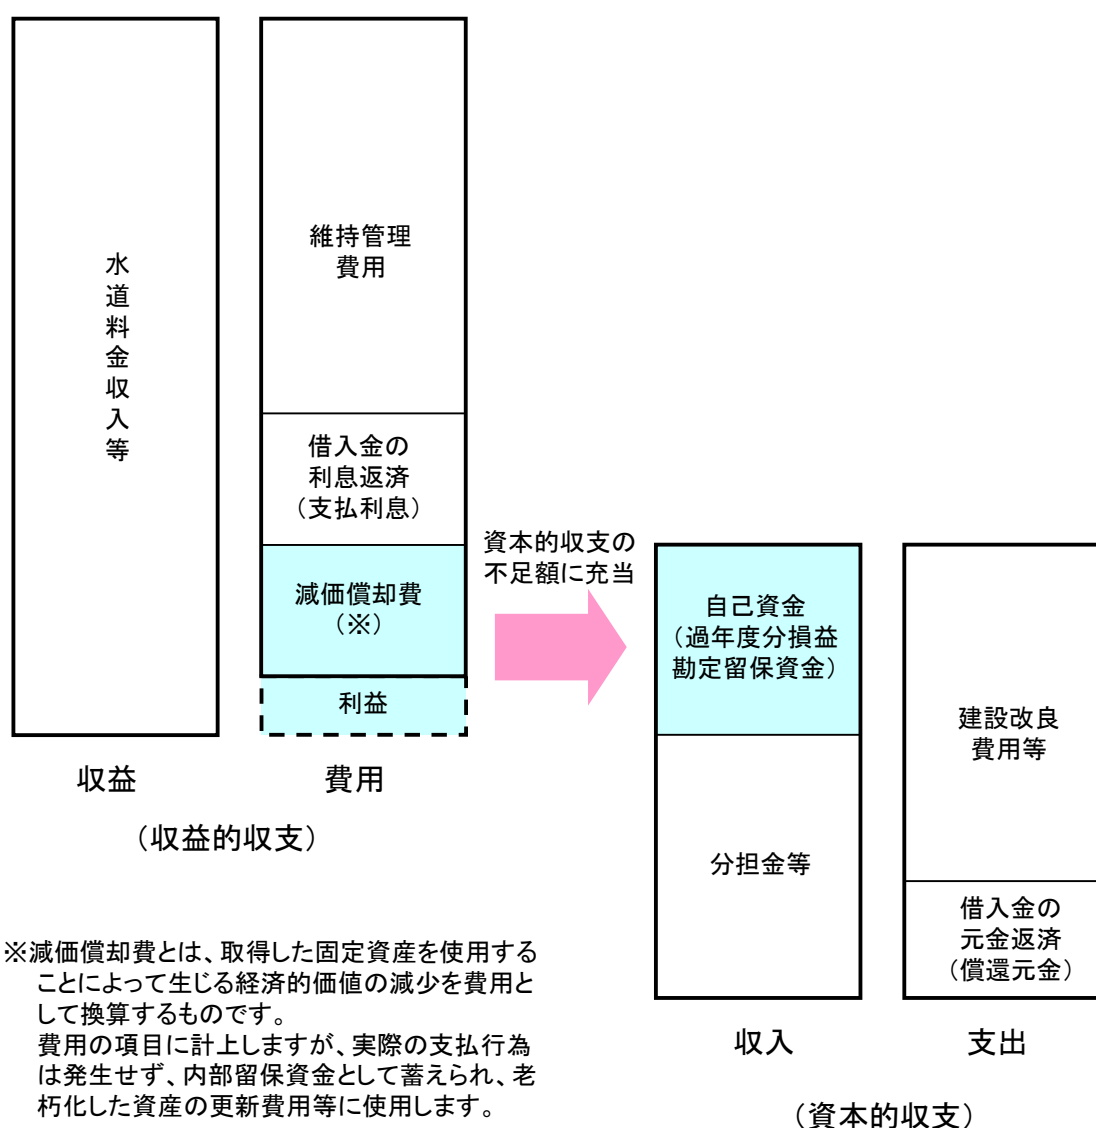 水道料金収入等
維持管理
費用
借入金の
利息返済
（支払利息）
減価償却費
（※）
利益
収益
費用
（収益的収支）
資本的収支の
不足額に充当
自己資金
（過年度分損益
勘定留保資金）
分担金等
建設改良
費用等
借入金の
元金返済
（償還元金）
収入
支出
（資本的収支）
※減価償却費とは、取得した固定資産を使用する
ことによって生じる経済的価値の減少を費用と
して換算するものです。
費用の項目に計上しますが、実際の支払行為
は発生せず、内部留保資金として蓄えられ、老
朽化した資産の更新費用等に使用します。